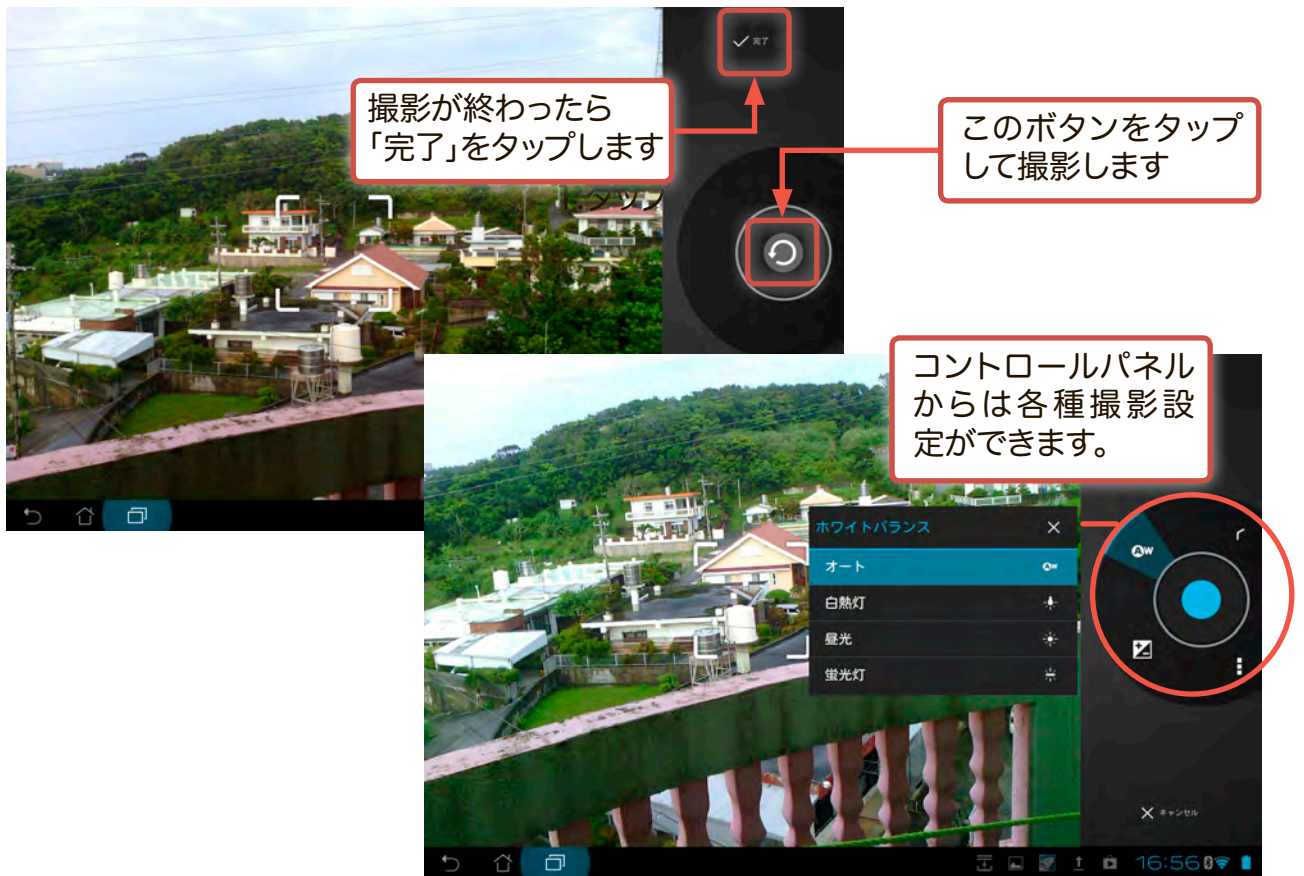 完了
撮影が終わったら
「完了」をタップします
このボタンをタップ
して撮影します
タップ
コントロールパネル
からは各種撮影設
定ができます。
ホワイトバランス
オート
白熱灯
昼光
蛍光灯
キャンセル
16:56